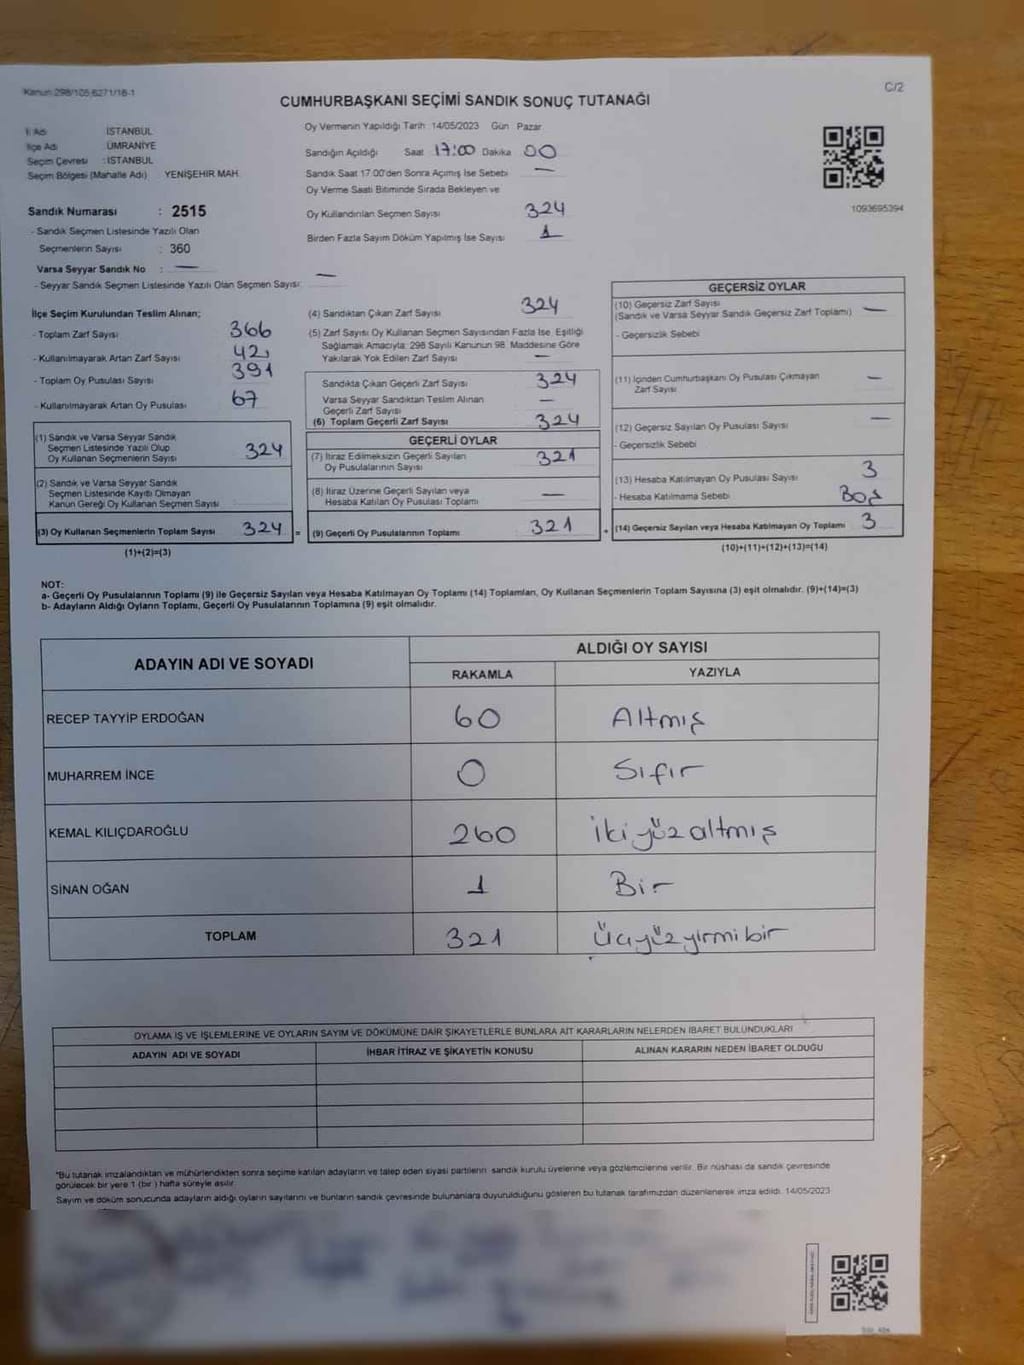 Kanun 298/105 6271/16-1
C/2
CUMHURBAŞKANI SEÇİMİ SANDIK SONUÇ TUTANAĞI
İl Adı İSTANBUL
İlçe Adı ÜMRANİYE
Seçim Çevresi : İSTANBUL
Seçim Bölgesi (Mahalle Adı) YENİŞEHİR MAH.
Sandık Numarası : 2515
- Sandık Seçmen Listesinde Yazılı Olan
Seçmenlerin Sayısı : 360
Varsa Seyyar Sandık No : —
- Seyyar Sandık Seçmen Listesinde Yazılı Olan Seçmen Sayısı: —
Oy Vermenin Yapıldığı Tarih 14/05/2023 Gün Pazar
Sandığın Açıldığı Saat 17:00 Dakika 00
Sandık Saat 17.00'den Sonra Açımış İse Sebebi —
Oy Verme Saati Bitiminde Sırada Bekleyen ve
Oy Kullandırılan Seçmen Sayısı 324
Birden Fazla Sayım Döküm Yapılmış İse Sayısı 1
1093695394
İlçe Seçim Kurulundan Teslim Alınan;
- Toplam Zarf Sayısı 366
- Kullanılmayarak Artan Zarf Sayısı 42
- Toplam Oy Pusulası Sayısı 391
- Kullanılmayarak Artan Oy Pusulası 67
(1) Sandık ve Varsa Seyyar Sandık
Seçmen Listesinde Yazılı Olup
Oy Kullanan Seçmenlerin Sayısı 324
(2) Sandık ve Varsa Seyyar Sandık
Seçmen Listesinde Kayıtlı Olmayan
Kanun Gereği Oy Kullanan Seçmen Sayısı
(3) Oy Kullanan Seçmenlerin Toplam Sayısı 324 =
(1)+(2)=(3)
(4) Sandıktan Çıkan Zarf Sayısı 324
(5) Zarf Sayısı Oy Kullanan Seçmen Sayısından Fazla İse, Eşitliği
Sağlamak Amacıyla: 298 Sayılı Kanunun 98. Maddesine Göre
Yakılarak Yok Edilen Zarf Sayısı —
Sandıkta Çıkan Geçerli Zarf Sayısı 324
Varsa Seyyar Sandıktan Teslim Alınan
Geçerli Zarf Sayısı —
(6) Toplam Geçerli Zarf Sayısı 324
GEÇERLİ OYLAR
(7) İtiraz Edilmeksizin Geçerli Sayılan
Oy Pusulalarının Sayısı 321
(8) İtiraz Üzerine Geçerli Sayılan veya
Hesaba Katılan Oy Pusulası Toplamı —
(9) Geçerli Oy Pusulalarının Toplamı 321 +
GEÇERSİZ OYLAR
(10) Geçersiz Zarf Sayısı
(Sandık ve Varsa Seyyar Sandık Geçersiz Zarf Toplamı) —
- Geçersizlik Sebebi
(11) İçinden Cumhurbaşkanı Oy Pusulası Çıkmayan
Zarf Sayısı —
(12) Geçersiz Sayılan Oy Pusulası Sayısı —
- Geçersizlik Sebebi
(13) Hesaba Katılmayan Oy Pusulası Sayısı 3
- Hesaba Katılmama Sebebi Boş
(14) Geçersiz Sayılan veya Hesaba Katılmayan Oy Toplamı 3
(10)+(11)+(12)+(13)=(14)
NOT:
a- Geçerli Oy Pusulalarının Toplamı (9) ile Geçersiz Sayılan veya Hesaba Katılmayan Oy Toplamı (14) Toplamları, Oy Kullanan Seçmenlerin Toplam Sayısına (3) eşit olmalıdır. (9)+(14)=(3)
b- Adayların Aldığı Oyların Toplamı, Geçerli Oy Pusulalarının Toplamına (9) eşit olmalıdır.
ADAYIN ADI VE SOYADI ALDIĞI OY SAYISI
RAKAMLA YAZIYLA
RECEP TAYYİP ERDOĞAN 60 Altmış
MUHARREM İNCE 0 Sıfır
KEMAL KILIÇDAROĞLU 260 ikiyüzaltmış
SİNAN OĞAN 1 Bir
TOPLAM 321 üçyüzyirmibir
OYLAMA İŞ VE İŞLEMLERİNE VE OYLARIN SAYIM VE DÖKÜMÜNE DAİR ŞİKAYETLERLE BUNLARA AİT KARARLARIN NELERDEN İBARET BULUNDUKLARI
ADAYIN ADI VE SOYADI İHBAR İTİRAZ VE ŞİKAYETİN KONUSU ALINAN KARARIN NEDEN İBARET OLDUĞU
"Bu tutanak imzalandıktan ve mühürlendikten sonra seçime katılan adayların ve talep eden siyasi partilerin sandık kurulu üyelerine veya gözlemcilerine verilir. Bir nüshası da sandık çevresinde
görülecek bir yere 1 (bir) hafta süreyle asılır.
Sayım ve döküm sonucunda adayların aldığı oyların sayılarını ve bunların sandık çevresinde bulunanlara duyurulduğunu gösteren bu tutanak tarafımızdan düzenlenerek imza edildi. 14/05/2023